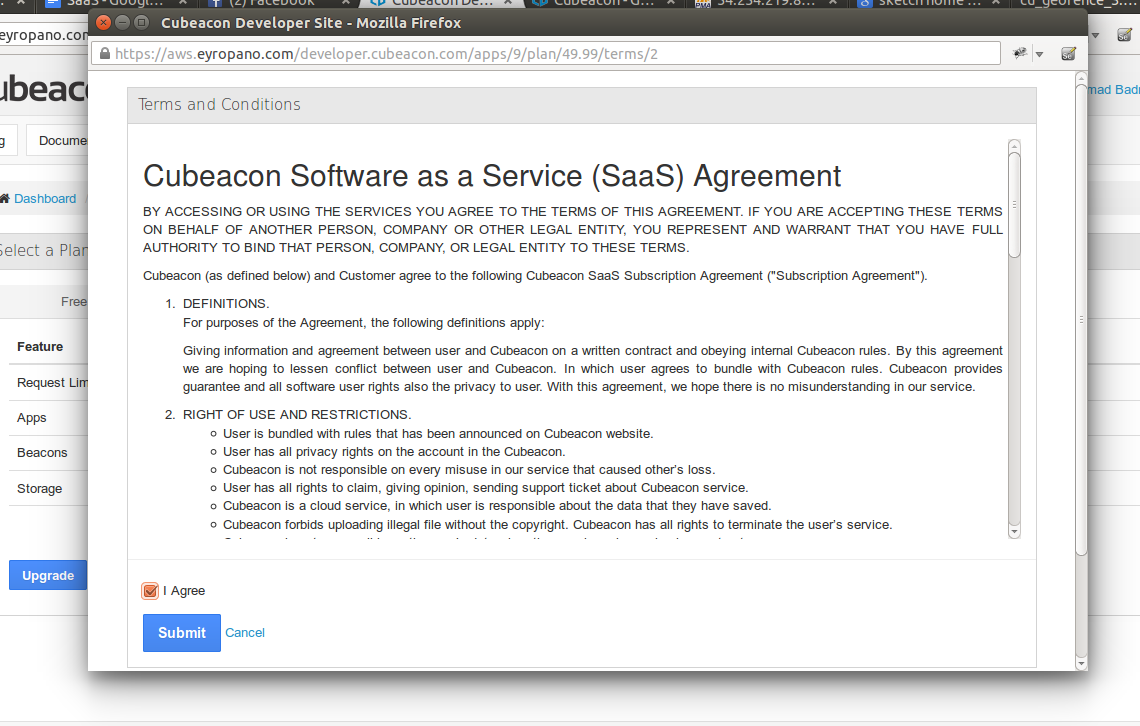 SaaS - Googl...
(2) Facebook
Cubeacon De...
Cubeacon - G...
54.254.219.8...
sketch home ...
cd_geofence_S...
Cubeacon Developer Site - Mozilla Firefox
https://aws.eyropano.com/developer.cubeacon.com/apps/9/plan/49.99/terms/2
eyropano.com
ubeaco
mad Badr
g
Docume
Dashboard /
Select a Plan
Free
Feature
Request Lim
Apps
Beacons
Storage
Upgrade
Terms and Conditions
Cubeacon Software as a Service (SaaS) Agreement
BY ACCESSING OR USING THE SERVICES YOU AGREE TO THE TERMS OF THIS AGREEMENT. IF YOU ARE ACCEPTING THESE TERMS
ON BEHALF OF ANOTHER PERSON, COMPANY OR OTHER LEGAL ENTITY, YOU REPRESENT AND WARRANT THAT YOU HAVE FULL
AUTHORITY TO BIND THAT PERSON, COMPANY, OR LEGAL ENTITY TO THESE TERMS.
Cubeacon (as defined below) and Customer agree to the following Cubeacon SaaS Subscription Agreement ("Subscription Agreement").
1. DEFINITIONS.
For purposes of the Agreement, the following definitions apply:
Giving information and agreement between user and Cubeacon on a written contract and obeying internal Cubeacon rules. By this agreement
we are hoping to lessen conflict between user and Cubeacon. In which user agrees to bundle with Cubeacon rules. Cubeacon provides
guarantee and all software user rights also the privacy to user. With this agreement, we hope there is no misunderstanding in our service.
2. RIGHT OF USE AND RESTRICTIONS.
User is bundled with rules that has been announced on Cubeacon website.
User has all privacy rights on the account in the Cubeacon.
Cubeacon is not responsible on every misuse in our service that caused other's loss.
User has all rights to claim, giving opinion, sending support ticket about Cubeacon service.
Cubeacon is a cloud service, in which user is responsible about the data that they have saved.
Cubeacon forbids uploading illegal file without the copyright. Cubeacon has all rights to terminate the user's service.
I Agree
Submit
Cancel